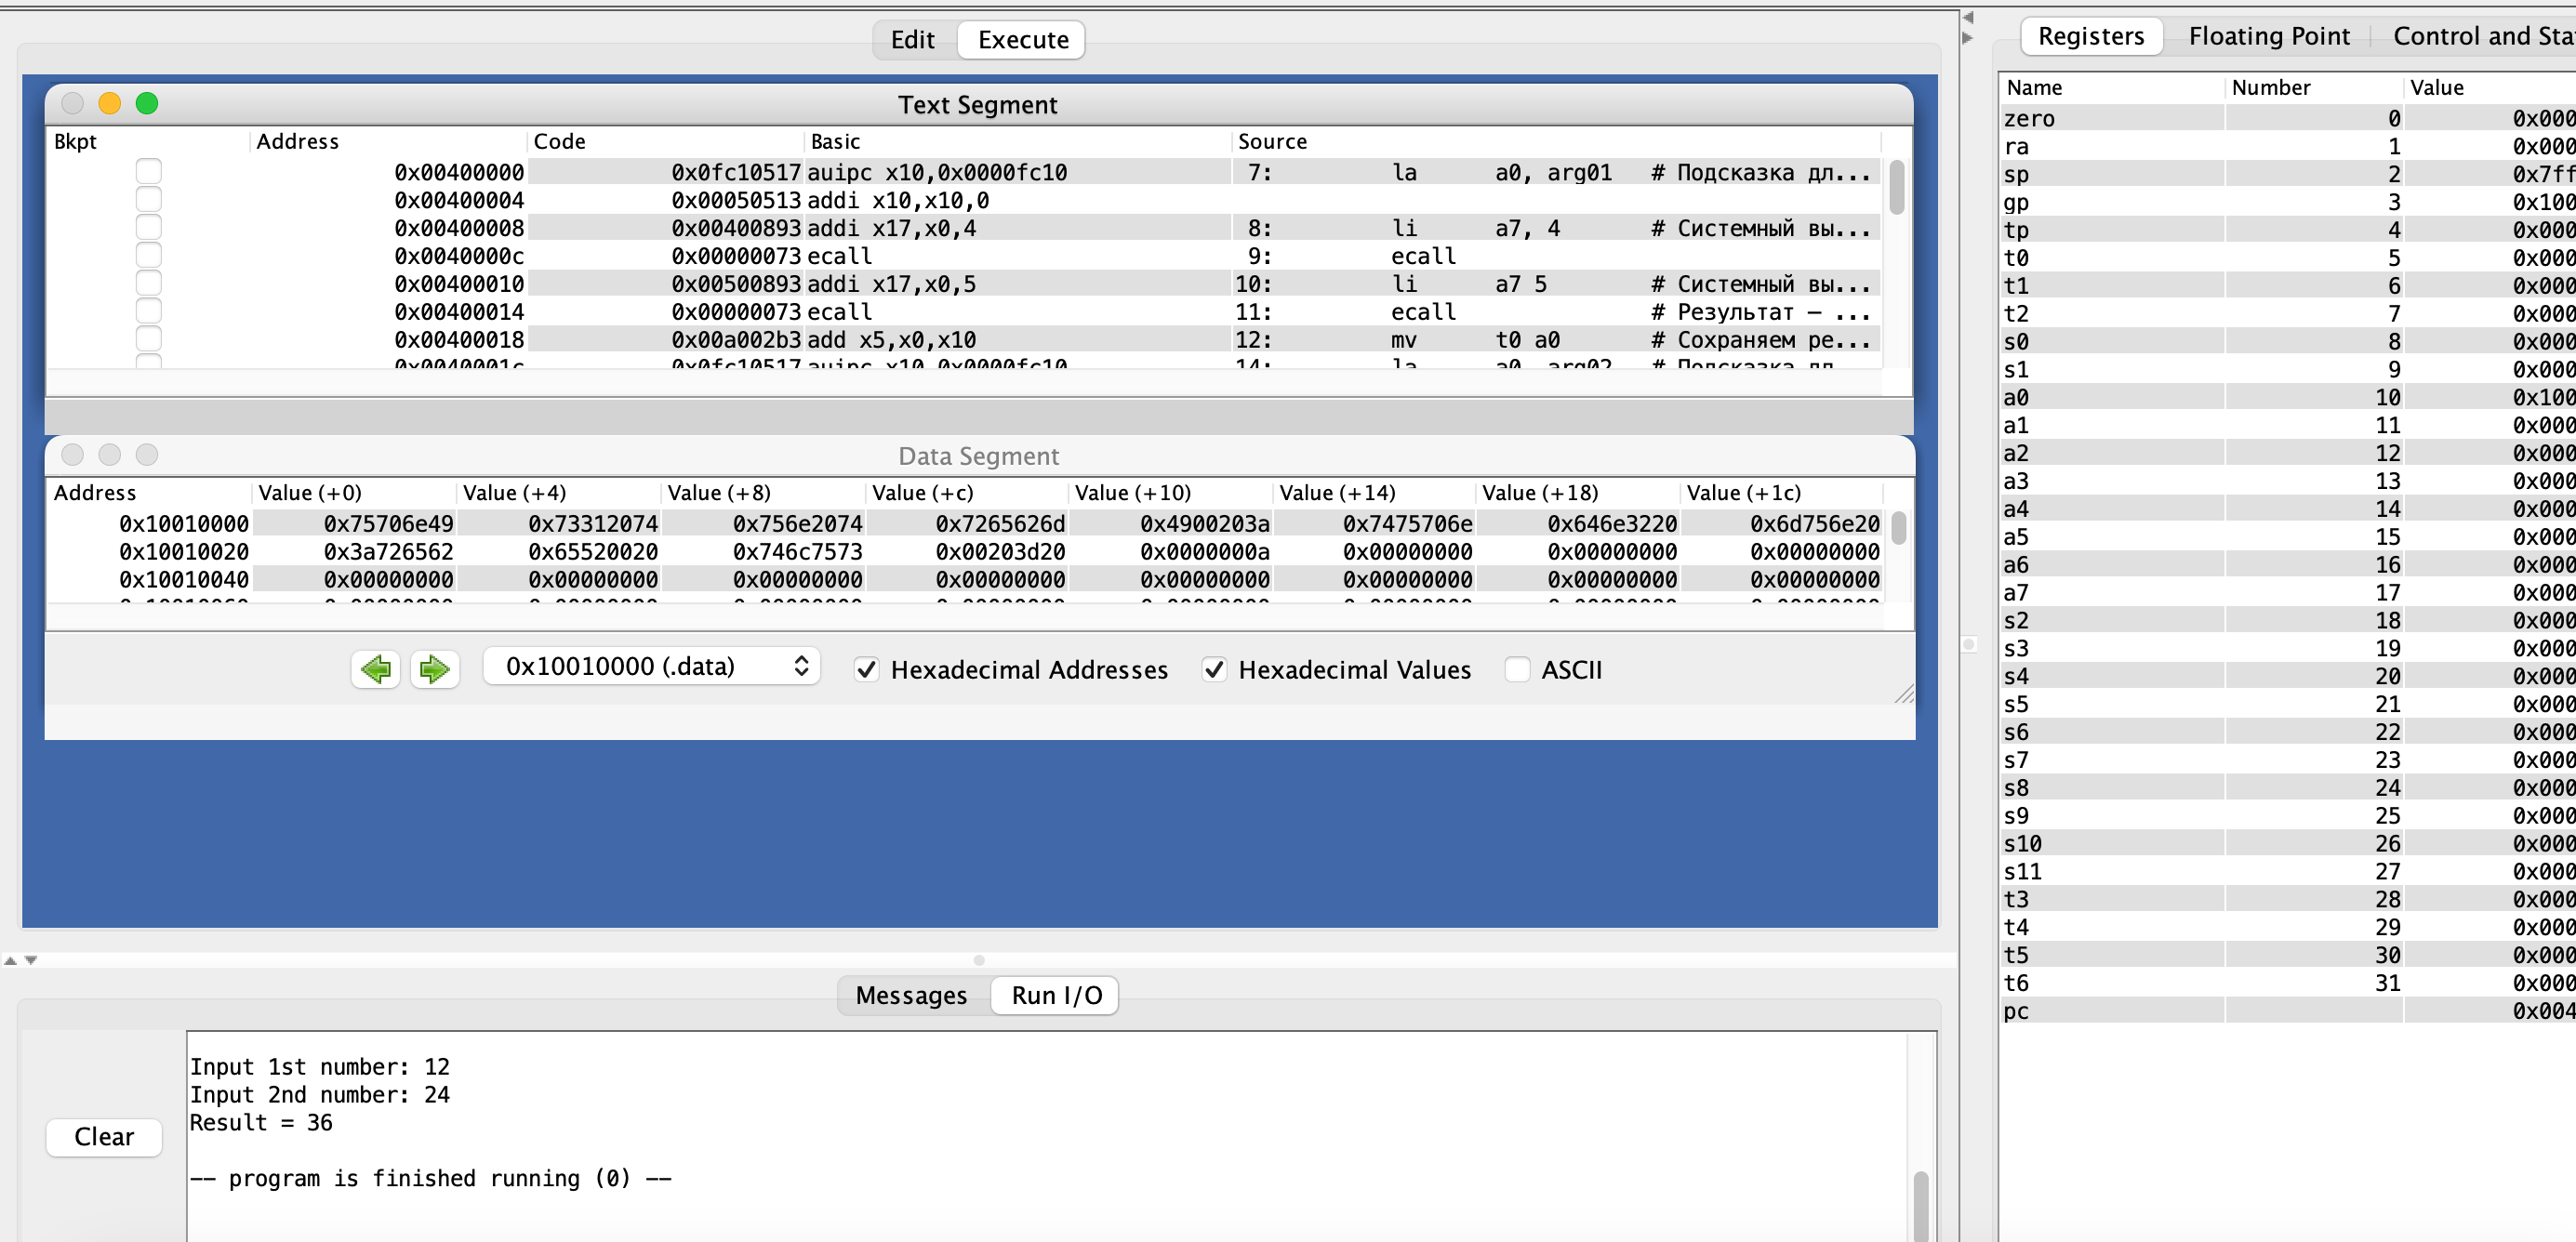 Edit Execute
Text Segment
Bkpt Address Code Basic Source
0x00400000 0x0fc10517 auipc x10,0x0000fc10 7: la a0, arg01 # Подсказка дл...
0x00400004 0x00050513 addi x10,x10,0
0x00400008 0x00400893 addi x17,x0,4 8: li a7, 4 # Системный вы...
0x0040000c 0x00000073 ecall 9: ecall
0x00400010 0x00500893 addi x17,x0,5 10: li a7 5 # Системный вы...
0x00400014 0x00000073 ecall 11: ecall # Результат — ...
0x00400018 0x00a002b3 add x5,x0,x10 12: mv t0 a0 # Сохраняем ре...
0x0040001c 0x0fc10517 auipc x10,0x0000fc10 14: la a0, arg02 # Подсказка дл...
Data Segment
Address Value (+0) Value (+4) Value (+8) Value (+c) Value (+10) Value (+14) Value (+18) Value (+1c)
0x10010000 0x75706e49 0x73312074 0x756e2074 0x7265626d 0x4900203a 0x7475706e 0x646e3220 0x6d756e20
0x10010020 0x3a726562 0x65520020 0x746c7573 0x00203d20 0x0000000a 0x00000000 0x00000000 0x00000000
0x10010040 0x00000000 0x00000000 0x00000000 0x00000000 0x00000000 0x00000000 0x00000000 0x00000000
0x10010000 (.data) Hexadecimal Addresses Hexadecimal Values ASCII
Messages Run I/O
Clear
Input 1st number: 12
Input 2nd number: 24
Result = 36
-- program is finished running (0) --
Registers Floating Point Control and Sta
Name Number Value
zero 0 0x000
ra 1 0x000
sp 2 0x7ff
gp 3 0x100
tp 4 0x000
t0 5 0x000
t1 6 0x000
t2 7 0x000
s0 8 0x000
s1 9 0x000
a0 10 0x100
a1 11 0x000
a2 12 0x000
a3 13 0x000
a4 14 0x000
a5 15 0x000
a6 16 0x000
a7 17 0x000
s2 18 0x000
s3 19 0x000
s4 20 0x000
s5 21 0x000
s6 22 0x000
s7 23 0x000
s8 24 0x000
s9 25 0x000
s10 26 0x000
s11 27 0x000
t3 28 0x000
t4 29 0x000
t5 30 0x000
t6 31 0x000
pc 0x004